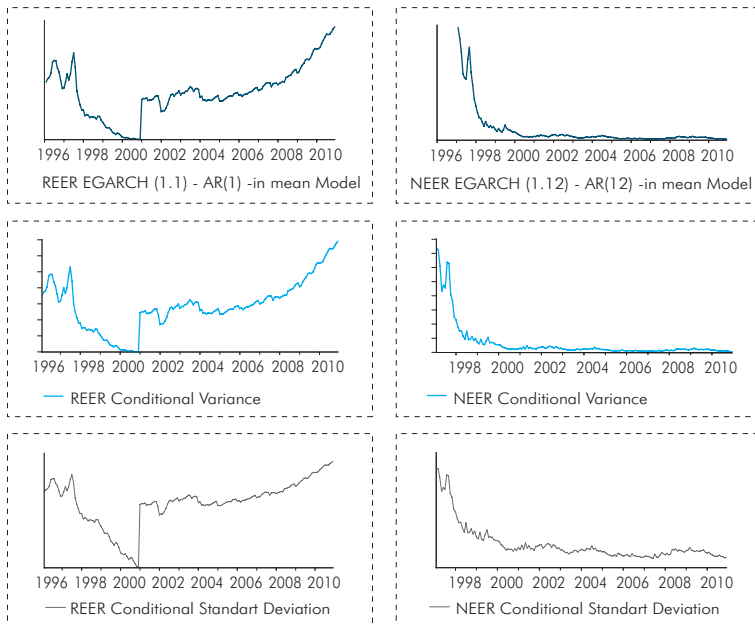 1996 1998 2000 2002 2004 2006 2008 2010
REER EGARCH (1.1) - AR(1) -in mean Model
1996 1998 2000 2002 2004 2006 2008 2010
NEER EGARCH (1.12) - AR(12) -in mean Model
1996 1998 2000 2002 2004 2006 2008 2010
REER Conditional Variance
1998 2000 2002 2004 2006 2008 2010
NEER Conditional Variance
1996 1998 2000 2002 2004 2006 2008 2010
REER Conditional Standart Deviation
1998 2000 2002 2004 2006 2008 2010
NEER Conditional Standart Deviation